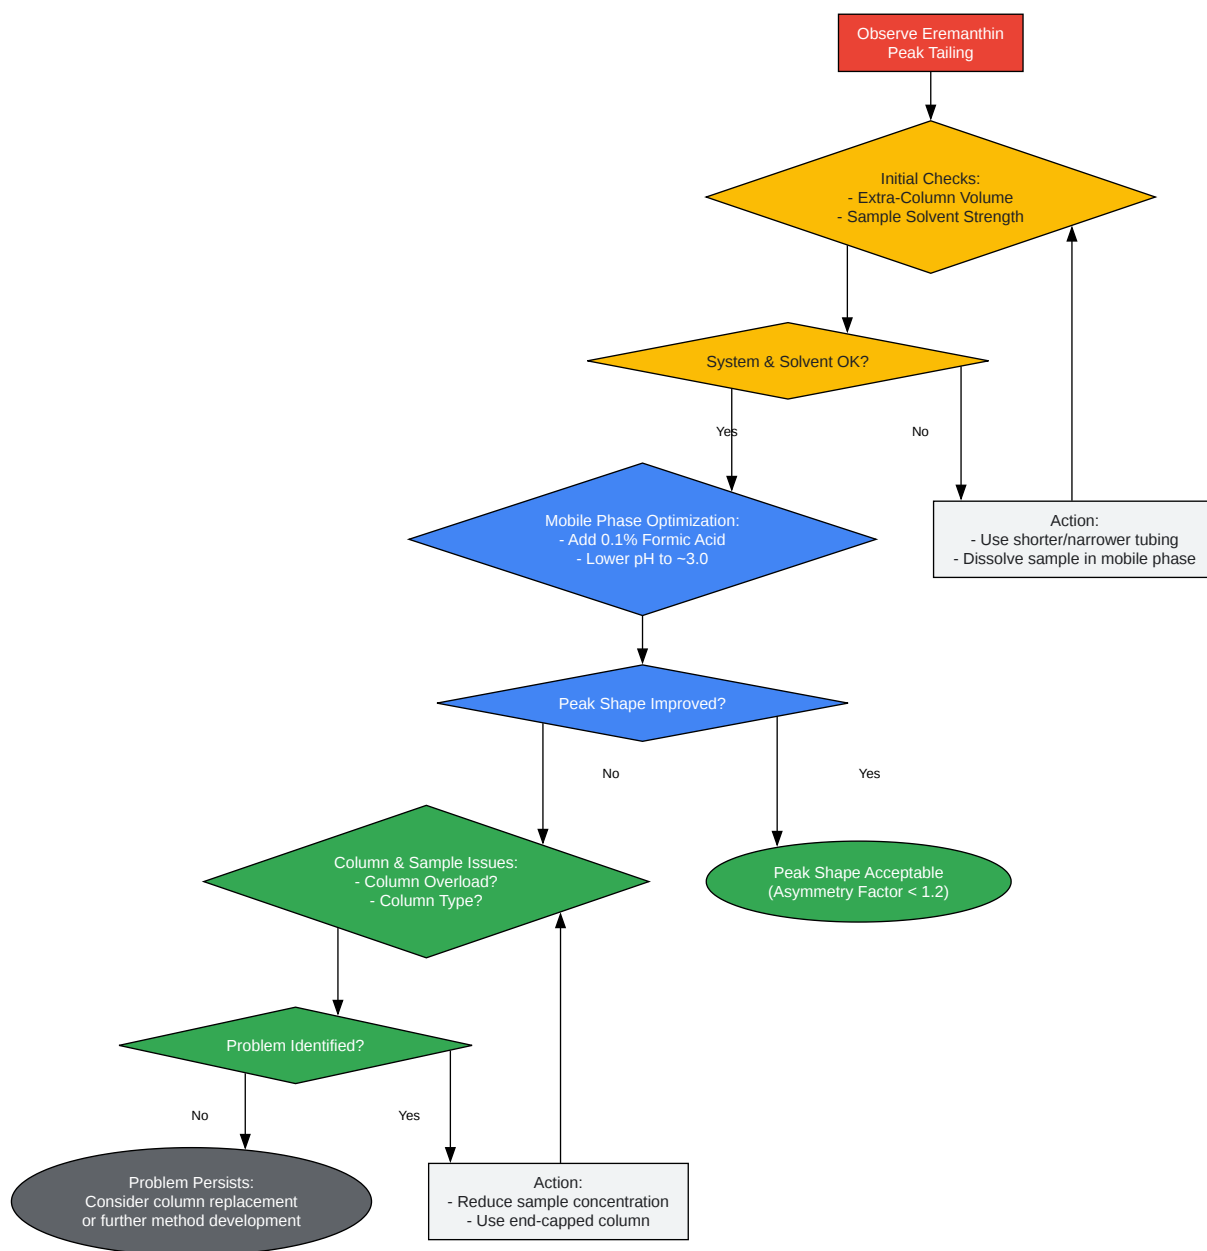 Observe Eremanthin
Peak Tailing
Initial Checks:
- Extra-Column Volume
- Sample Solvent Strength
System & Solvent OK?
Yes
No
Mobile Phase Optimization:
- Add 0.1% Formic Acid
- Lower pH to ~3.0
Action:
- Use shorter/narrower tubing
- Dissolve sample in mobile phase
Peak Shape Improved?
No
Yes
Column & Sample Issues:
- Column Overload?
- Column Type?
Peak Shape Acceptable
(Asymmetry Factor < 1.2)
Problem Identified?
No
Yes
Problem Persists:
Consider column replacement
or further method development
Action:
- Reduce sample concentration
- Use end-capped column